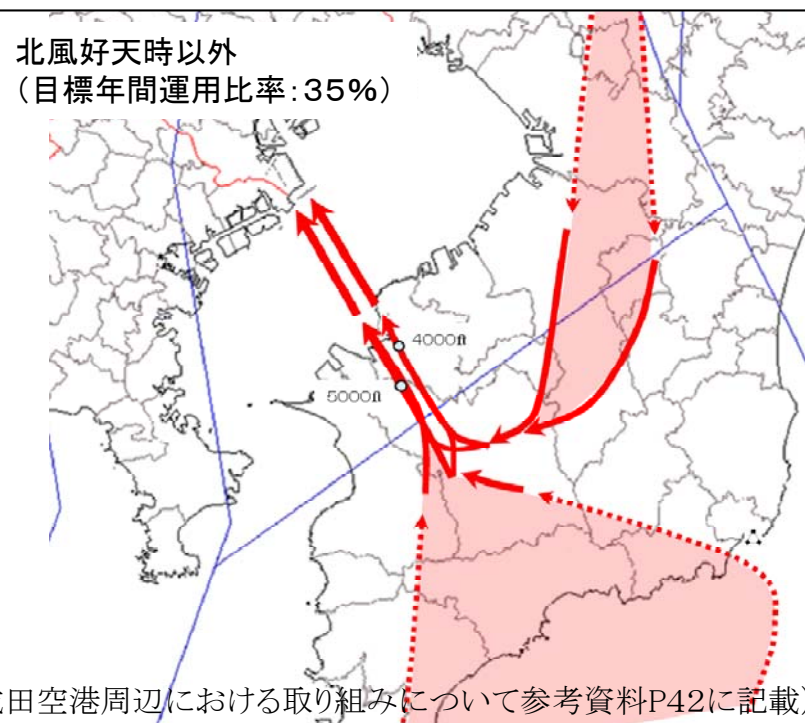 北風好天時以外
（目標年間運用比率：３５％）
4000ft
5000ft
田空港周辺における取り組みについて参考資料P42に記載）